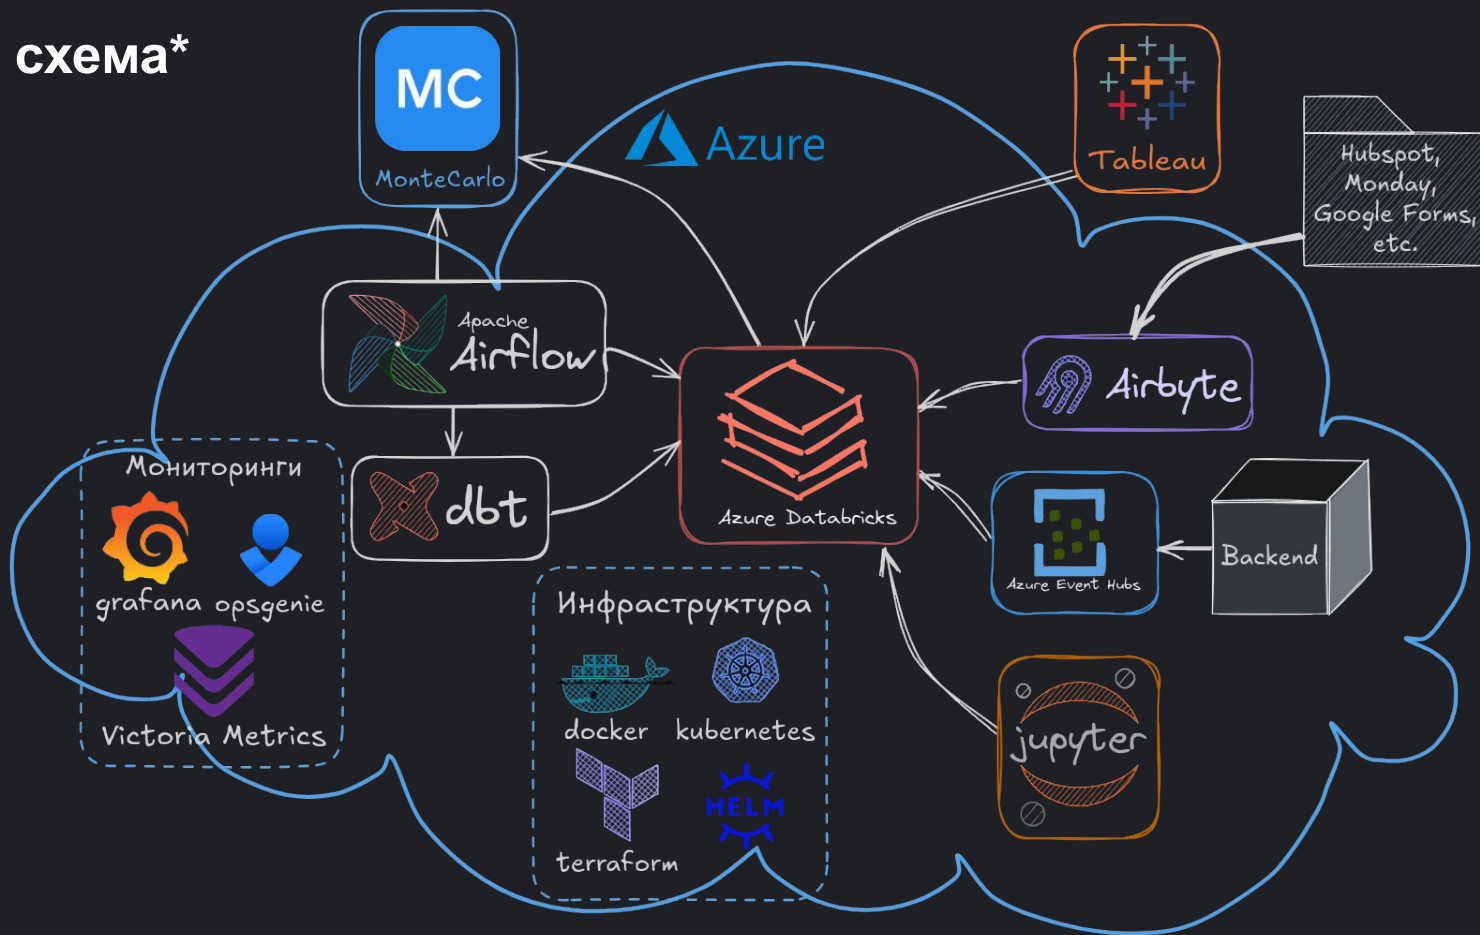 схема*
MC
MonteCarlo
Azure
Tableau
Hubspot,
Monday,
Google Forms,
etc.
Apache
Airflow
Airbyte
Мониторинги
grafana
opsgenie
Victoria Metrics
dbt
Azure Databricks
Azure Event Hubs
Backend
Инфраструктура
docker
kubernetes
terraform
HELM
jupyter